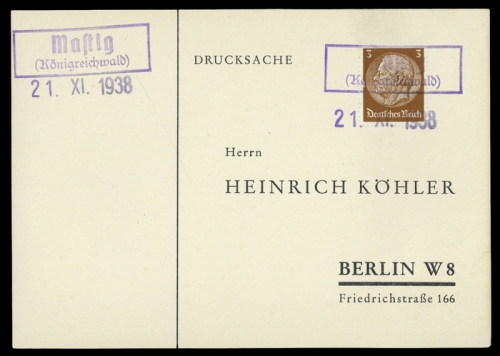 Mastig
(Königreichwald)
21. XI. 1938
DRUCKSACHE
3 3
Deutsches Reich
(Königreichwald)
21. XI. 1938
Herrn
HEINRICH KÖHLER
BERLIN W 8
Friedrichstraße 166